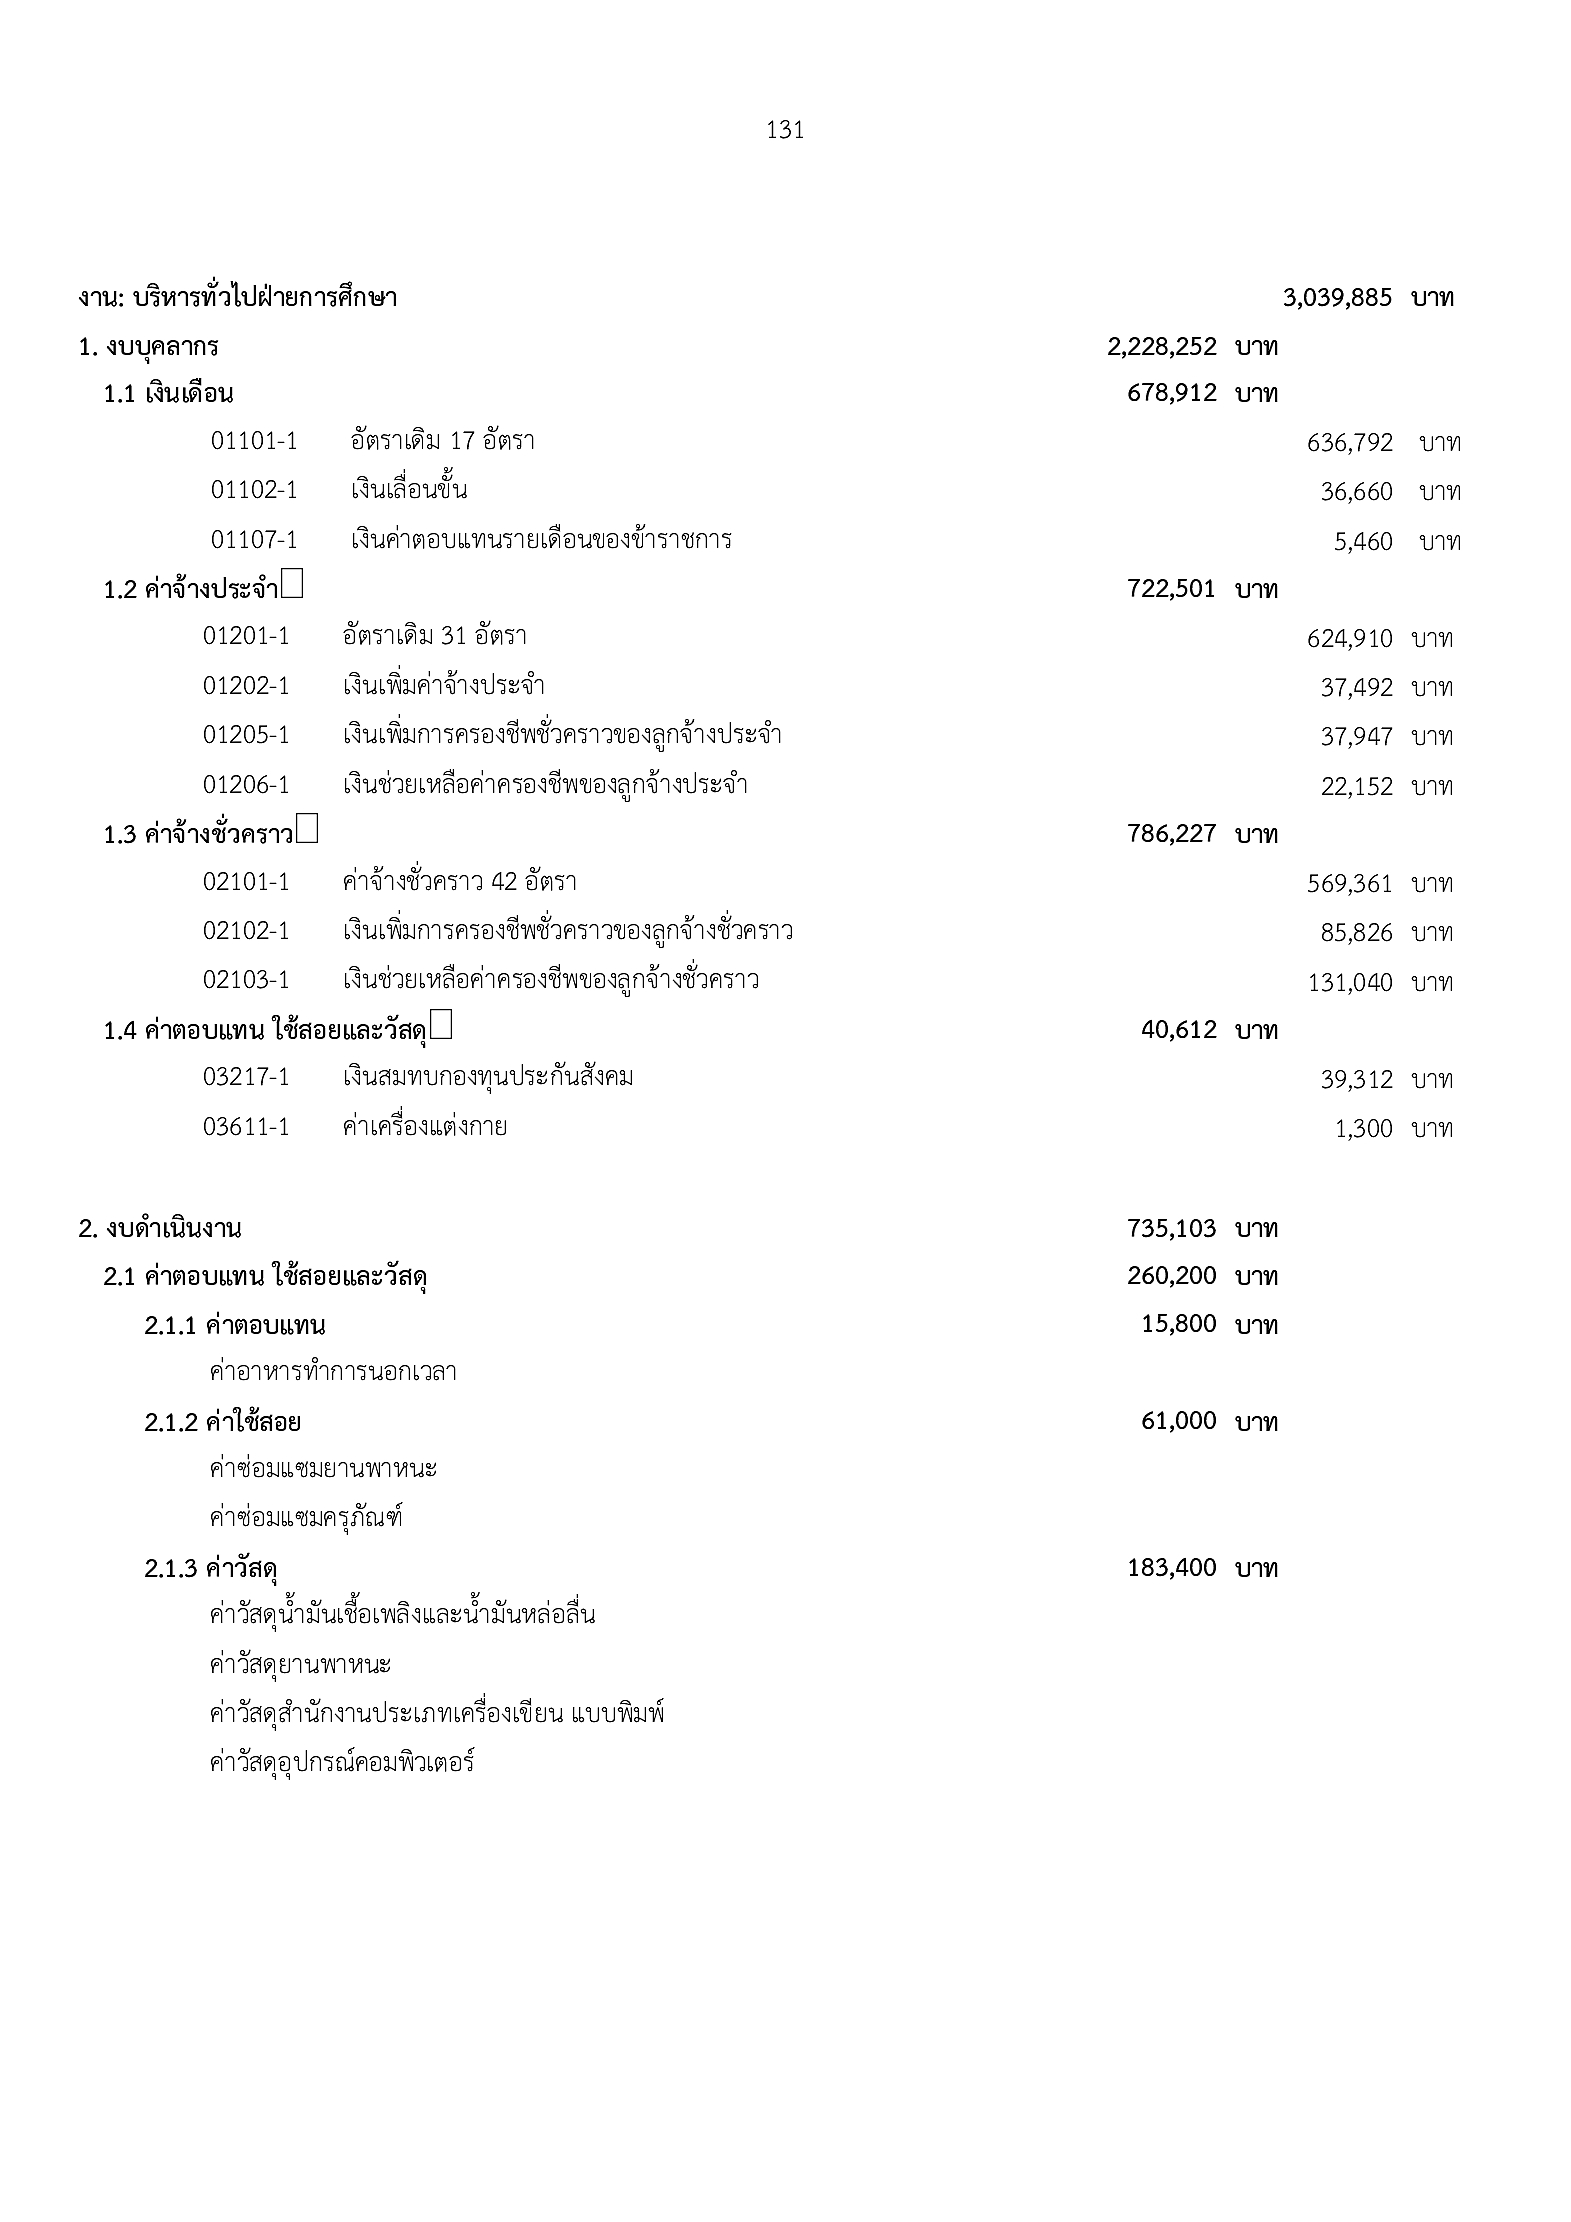 131
งาน: บริหารทั่วไปฝ่ายการศึกษา 3,039,885 บาท
1. งบบุคลากร 2,228,252 บาท
1.1 เงินเดือน 678,912 บาท
01101-1 อัตราเดิม 17 อัตรา 636,792 บาท
01102-1 เงินเลื่อนขั้น 36,660 บาท
01107-1 เงินค่าตอบแทนรายเดือนของข้าราชการ 5,460 บาท
1.2 ค่าจ้างประจำ 722,501 บาท
01201-1 อัตราเดิม 31 อัตรา 624,910 บาท
01202-1 เงินเพิ่มค่าจ้างประจำ 37,492 บาท
01205-1 เงินเพิ่มการครองชีพชั่วคราวของลูกจ้างประจำ 37,947 บาท
01206-1 เงินช่วยเหลือค่าครองชีพของลูกจ้างประจำ 22,152 บาท
1.3 ค่าจ้างชั่วคราว 786,227 บาท
02101-1 ค่าจ้างชั่วคราว 42 อัตรา 569,361 บาท
02102-1 เงินเพิ่มการครองชีพชั่วคราวของลูกจ้างชั่วคราว 85,826 บาท
02103-1 เงินช่วยเหลือค่าครองชีพของลูกจ้างชั่วคราว 131,040 บาท
1.4 ค่าตอบแทน ใช้สอยและวัสดุ 40,612 บาท
03217-1 เงินสมทบกองทุนประกันสังคม 39,312 บาท
03611-1 ค่าเครื่องแต่งกาย 1,300 บาท
2. งบดำเนินงาน 735,103 บาท
2.1 ค่าตอบแทน ใช้สอยและวัสดุ 260,200 บาท
2.1.1 ค่าตอบแทน 15,800 บาท
ค่าอาหารทำการนอกเวลา
2.1.2 ค่าใช้สอย 61,000 บาท
ค่าซ่อมแซมยานพาหนะ
ค่าซ่อมแซมครุภัณฑ์
2.1.3 ค่าวัสดุ 183,400 บาท
ค่าวัสดุน้ำมันเชื้อเพลิงและน้ำมันหล่อลื่น
ค่าวัสดุยานพาหนะ
ค่าวัสดุสำนักงานประเภทเครื่องเขียน แบบพิมพ์
ค่าวัสดุอุปกรณ์คอมพิวเตอร์